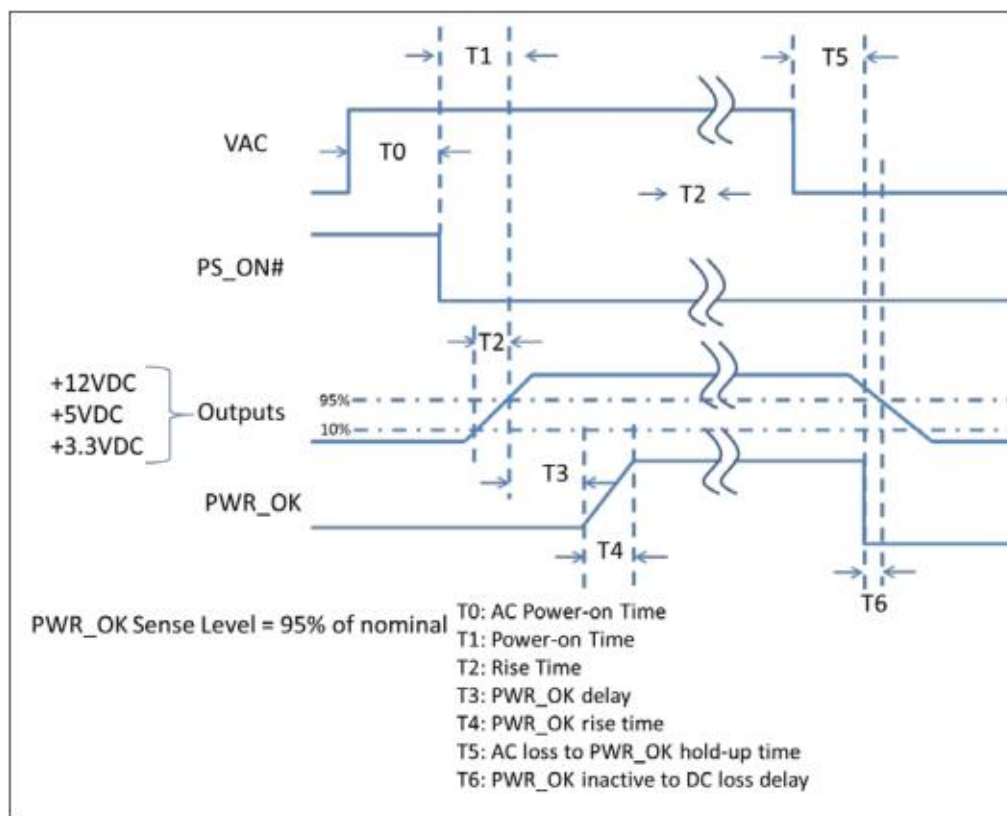 T1
T5
VAC
T0
T2
PS_ON#
T2
+12VDC
+5VDC
+3.3VDC
Outputs
95%
10%
T3
PWR_OK
T4
T6
PWR_OK Sense Level = 95% of nominal
T0: AC Power-on Time
T1: Power-on Time
T2: Rise Time
T3: PWR_OK delay
T4: PWR_OK rise time
T5: AC loss to PWR_OK hold-up time
T6: PWR_OK inactive to DC loss delay